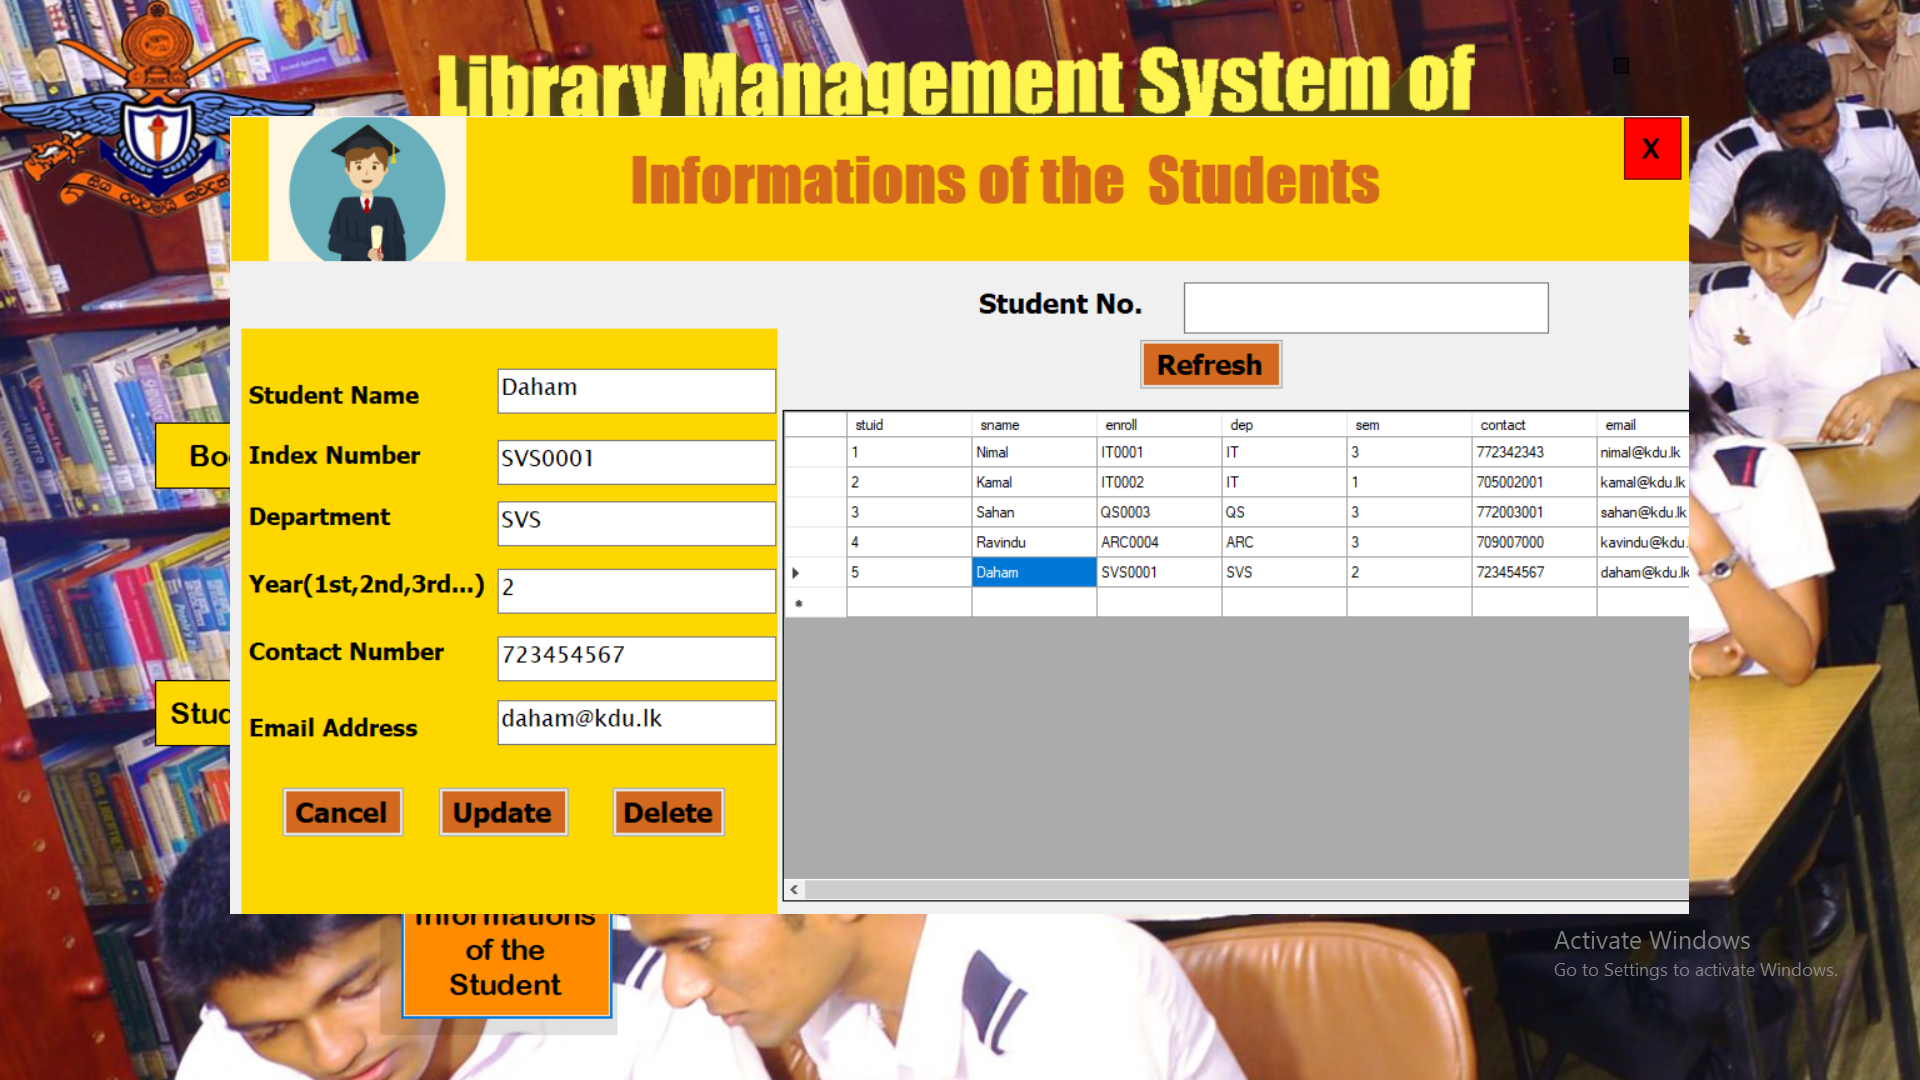 Library Management System of
X
Informations of the Students
Student No.
Refresh
Student Name Daham
Index Number SVS0001
Department SVS
Year(1st,2nd,3rd...) 2
Contact Number 723454567
Email Address daham@kdu.lk
Cancel Update Delete
stuid sname enroll dep sem contact email
1 Nimal IT0001 IT 3 772342343 nimal@kdu.lk
2 Kamal IT0002 IT 1 705002001 kamal@kdu.lk
3 Sahan QS0003 QS 3 772003001 sahan@kdu.lk
4 Ravindu ARC0004 ARC 3 709007000 kavindu@kdu.
5 Daham SVS0001 SVS 2 723454567 daham@kdu.lk
Bo
Stud
Informations
of the
Student
Activate Windows
Go to Settings to activate Windows.